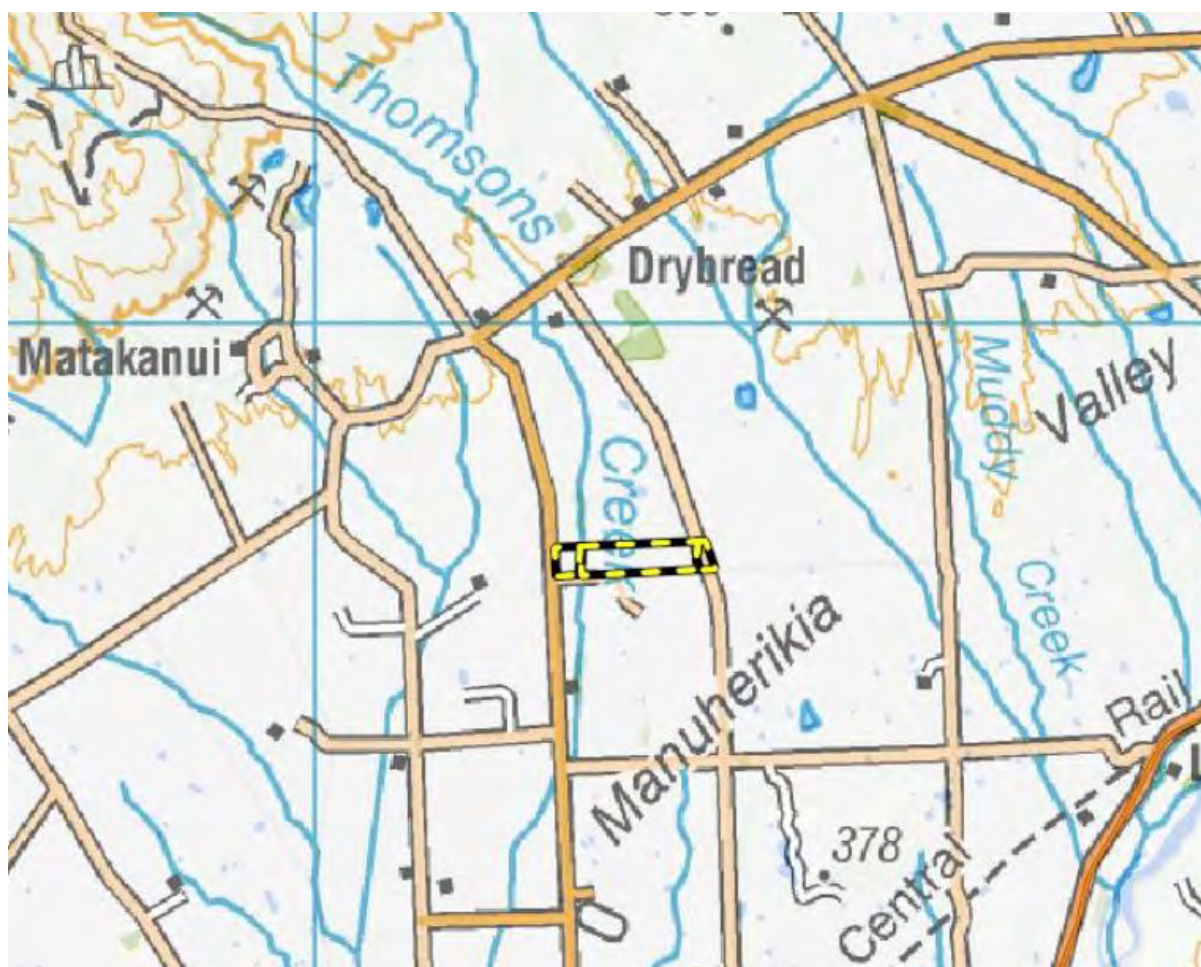 Thomsons
Drybread
Matakanui
Creek
Muddy
Valley
Creek
Manuherikia
Rail
378
Central